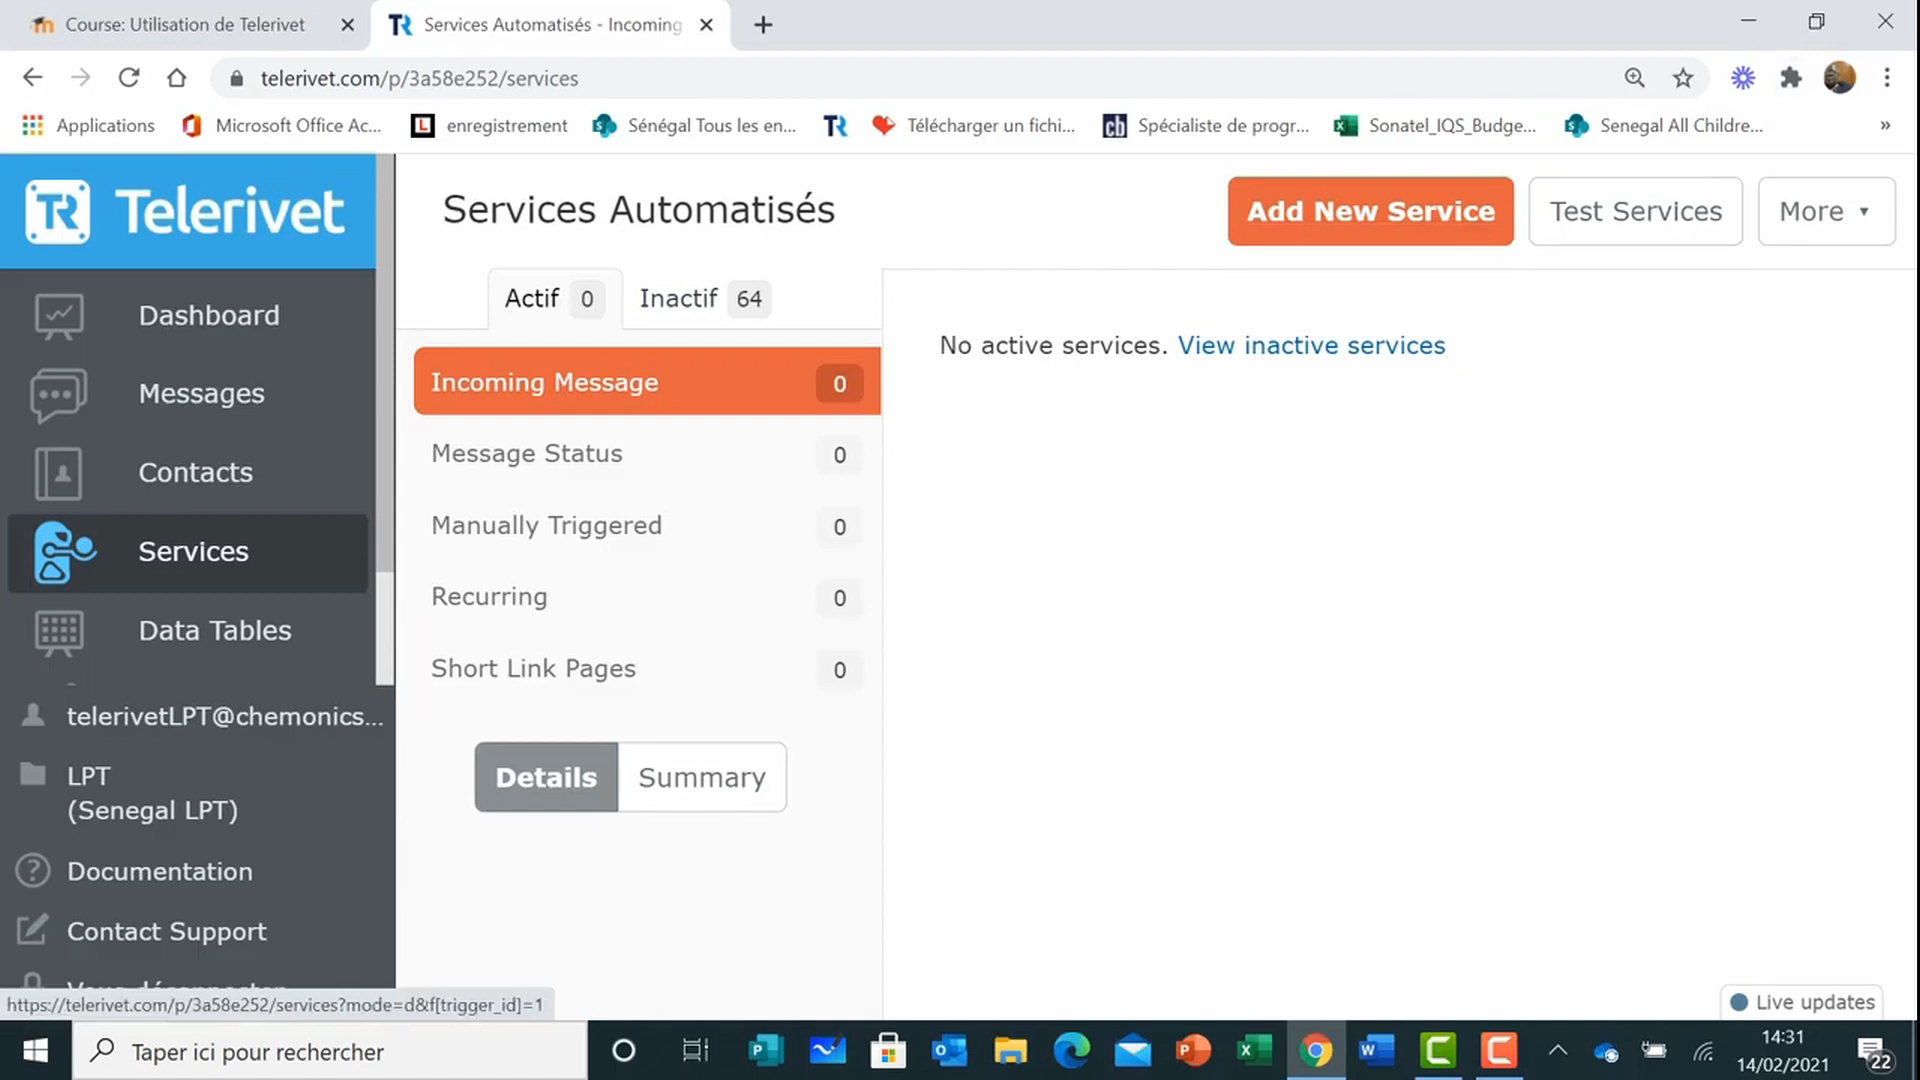 Course: Utilisation de Telerivet
Services Automatisés - Incoming
telerivet.com/p/3a58e252/services
Applications
Microsoft Office Ac...
enregistrement
Sénégal Tous les en...
Télécharger un fichi...
Spécialiste de progr...
Sonatel_IQS_Budge...
Senegal All Childre...
»
Telerivet
Services Automatisés
Add New Service
Test Services
More
Actif 0
Inactif 64
Dashboard
Messages
Contacts
Services
Data Tables
Incoming Message 0
Message Status 0
Manually Triggered 0
Recurring 0
Short Link Pages 0
Details
Summary
No active services. View inactive services
telerivetLPT@chemonics...
LPT
(Senegal LPT)
Documentation
Contact Support
https://telerivet.com/p/3a58e252/services?mode=d&f[trigger_id]=1
Live updates
Taper ici pour rechercher
14:31
14/02/2021
22